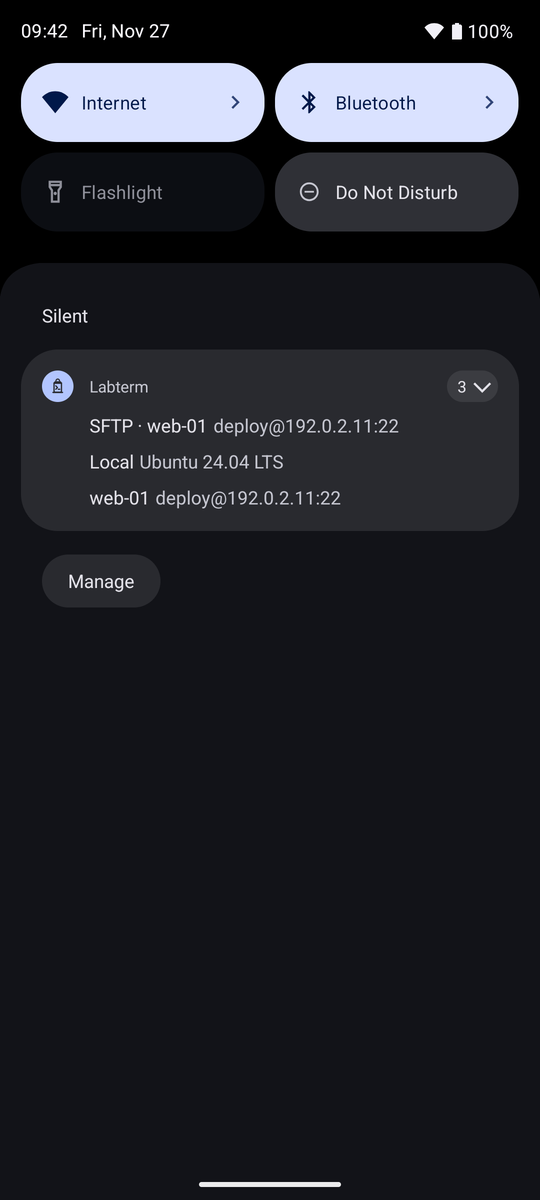 09:42 Fri, Nov 27 100%
Internet Bluetooth
Flashlight Do Not Disturb
Silent
Labterm 3
SFTP · web-01 deploy@192.0.2.11:22
Local Ubuntu 24.04 LTS
web-01 deploy@192.0.2.11:22
Manage